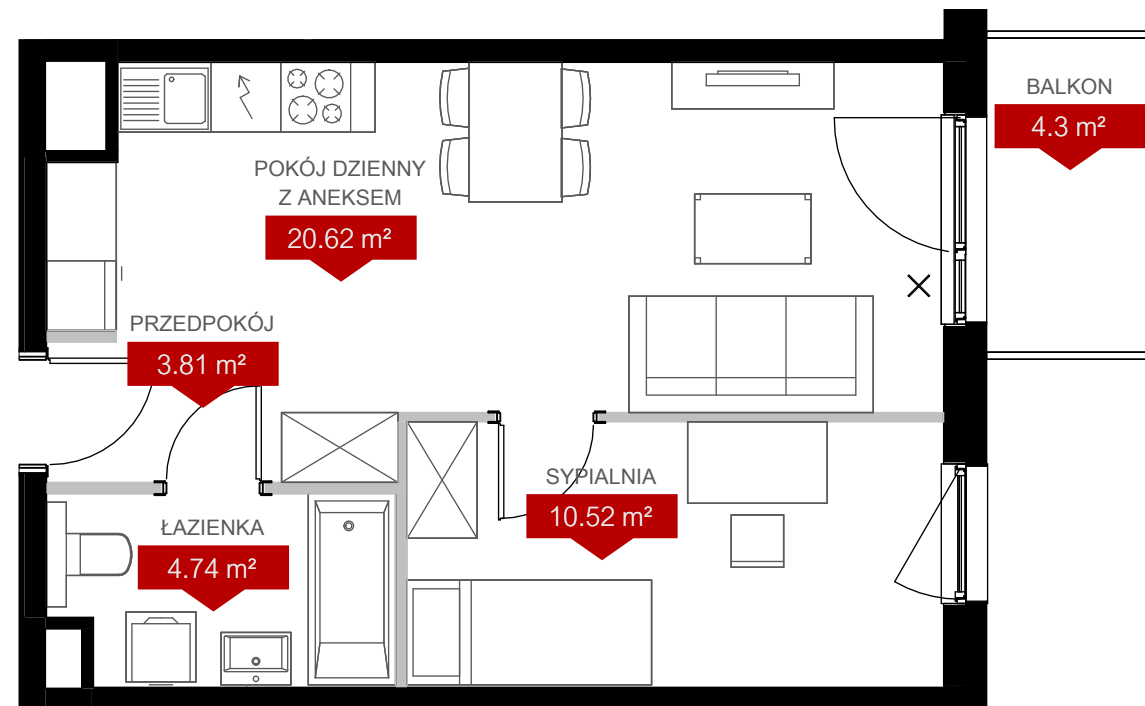 BALKON
4.3 m²
POKÓJ DZIENNY
Z ANEKSEM
20.62 m²
PRZEDPOKÓJ
3.81 m²
SYPIALNIA
10.52 m²
ŁAZIENKA
4.74 m²